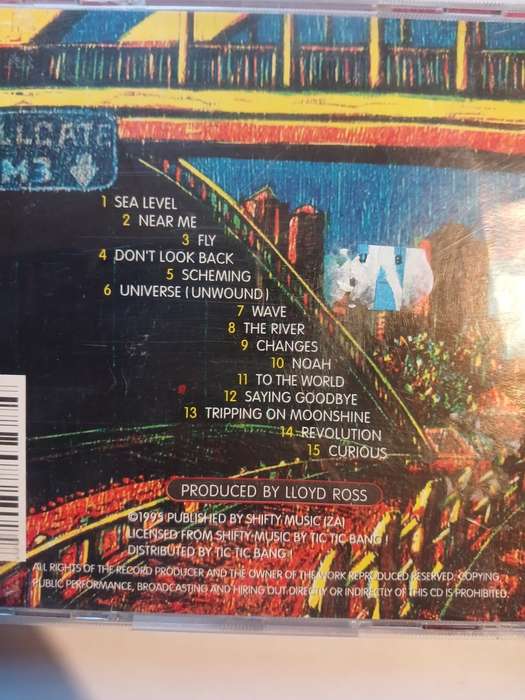 M3
1 SEA LEVEL
2 NEAR ME
3 FLY
4 DON'T LOOK BACK
5 SCHEMING
6 UNIVERSE (UNWOUND)
7 WAVE
8 THE RIVER
9 CHANGES
10 NOAH
11 TO THE WORLD
12 SAYING GOODBYE
13 TRIPPING ON MOONSHINE
14 REVOLUTION
15 CURIOUS
PRODUCED BY LLOYD ROSS
©1995 PUBLISHED BY SHIFTY MUSIC (ZA)
LICENSED FROM SHIFTY MUSIC BY TIC TIC BANG!
DISTRIBUTED BY TIC TIC BANG!
ALL RIGHTS OF THE RECORD PRODUCER AND THE OWNER OF THE WORK REPRODUCED RESERVED. COPYING,
PUBLIC PERFORMANCE, BROADCASTING AND HIRING OUT DIRECTLY OR INDIRECTLY OF THIS CD IS PROHIBITED.